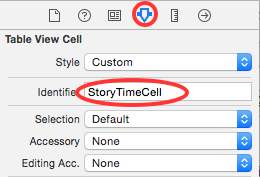 Table View Cell
Style Custom
Identifier StoryTimeCell
Selection Default
Accessory None
Editing Acc. None